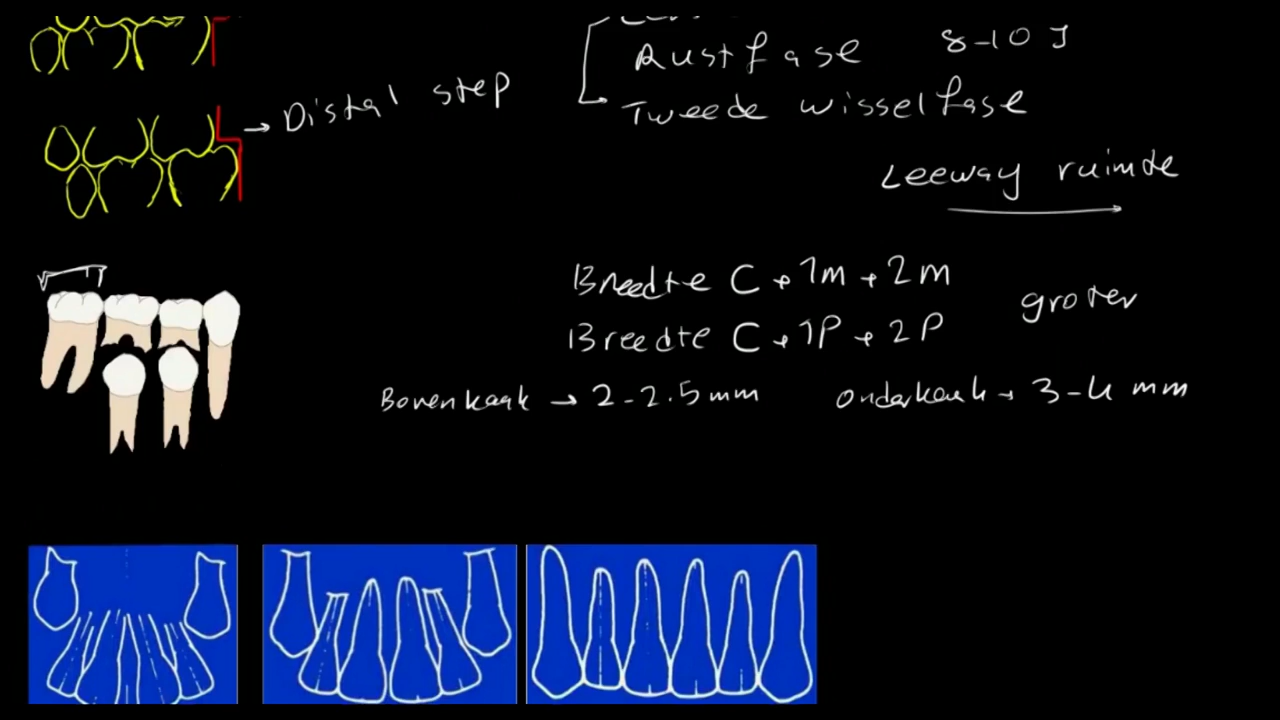 Rustfase 8-10 J
Distal step
Tweede wisselfase
Leeway ruimte
Breedte C + 1m + 2m
groter
Breedte C + 1P + 2P
Bovenkaak → 2-2.5mm
Onderkaak → 3-4 mm